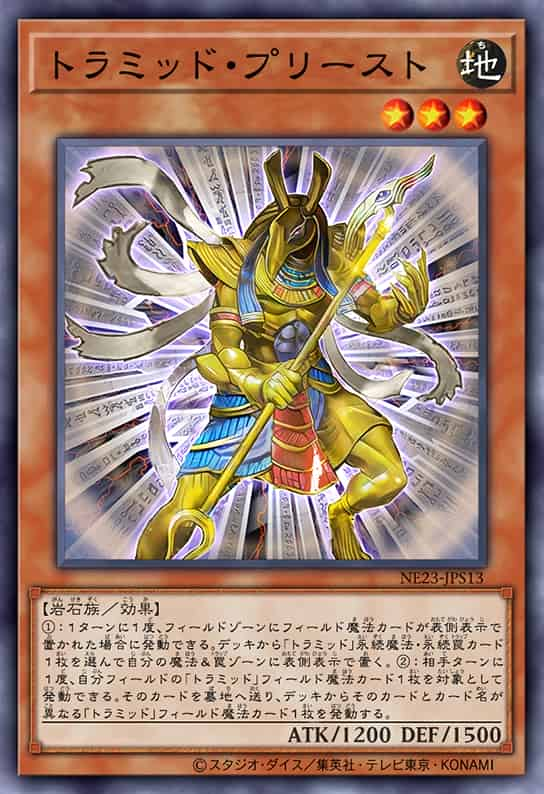 トラミッド・プリースト
地
NE23-JPS13
【岩石族／効果】
①：1ターンに1度、フィールドゾーンにフィールド魔法カードが表側表示で
置かれた場合に発動できる。デッキから「トラミッド」永続魔法・永続罠カード
1枚を選んで自分の魔法＆罠ゾーンに表側表示で置く。②：相手ターンに
1度、自分フィールドの「トラミッド」フィールド魔法カード1枚を対象として
発動できる。そのカードを墓地へ送り、デッキからそのカードとカード名が
異なる「トラミッド」フィールド魔法カード1枚を発動する。
ATK/1200 DEF/1500
©スタジオ・ダイス/集英社・テレビ東京・KONAMI